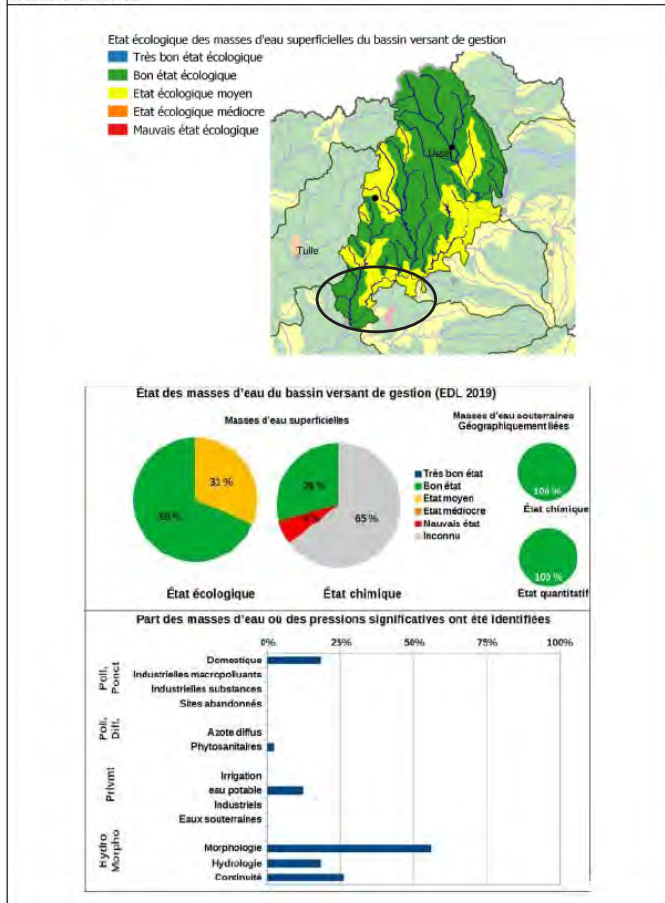 Etat écologique des masses d'eau superficielles du bassin versant de gestion
Très bon état écologique
Bon état écologique
Etat écologique moyen
Etat écologique médiocre
Mauvais état écologique
Tulle
État des masses d'eau du bassin versant de gestion (EDL 2019)
Masses d'eau superficielles
Masses d'eau souterraines
Géographiquement liées
31 %
65 %
Très bon état
Bon état
Etat moyen
Etat médiocre
Mauvais état
Inconnu
100 %
État chimique
100 %
État quantitatif
État écologique
État chimique
Part des masses d'eau où des pressions significatives ont été identifiées
0% 25% 50% 75% 100%
Poll. Ponct
Domestique
Industrielles macropolluants
Industrielles substances
Sites abandonnés
Poll. Diff.
Azote diffus
Phytosanitaires
Prlvmt
Irrigation
eau potable
Industriels
Eaux souterraines
Hydro Morpho
Morphologie
Hydrologie
Continuité